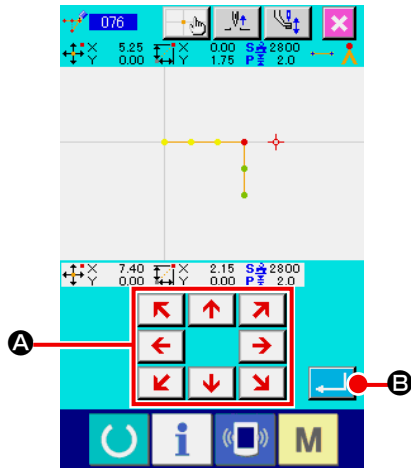 076
X 5.25 X 0.00 S 2800
Y 0.00 Y 1.75 P 2.0
X 7.40 X 2.15 S 2800
Y 0.00 Y 0.00 P 2.0
A
B
i M